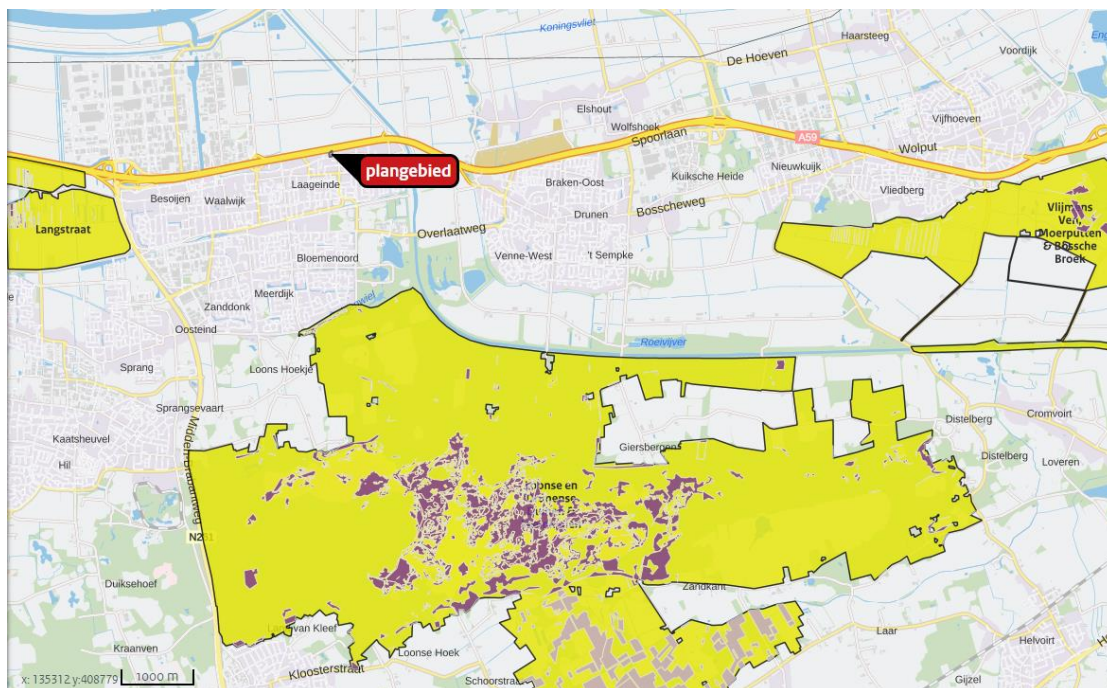 Koningsvliet
De Hoeven
Haarsteeg
Voordijk
Elshout
Wolfshoek
Spoorlaan
A59
Vijfhoeven
Wolput
plangebied
Laageinde
Besoijen
Waalwijk
Braken-Oost
Kuiksche Heide
Nieuwkuijk
Vliedberg
Langstraat
Drunen
Bosscheweg
Vlijmens
Moerputten
& Bossche
Broek
Overlaatweg
Bloemenoord
Venne-West
't Sempke
Meerdijk
Zanddonk
Oosteind
Roeivijver
Sprang
Loons Hoekje
Sprangsevaart
Kaatsheuvel
Hil
Giersbergen
Distelberg
Cromvoirt
Distelberg
Loveren
Zandkant
Duiksehoef
Kraanven
Kloosterstraat
Loonse Hoek
Laar
Helvoirt
Gijzel
x: 135312 y:408779
1000 m